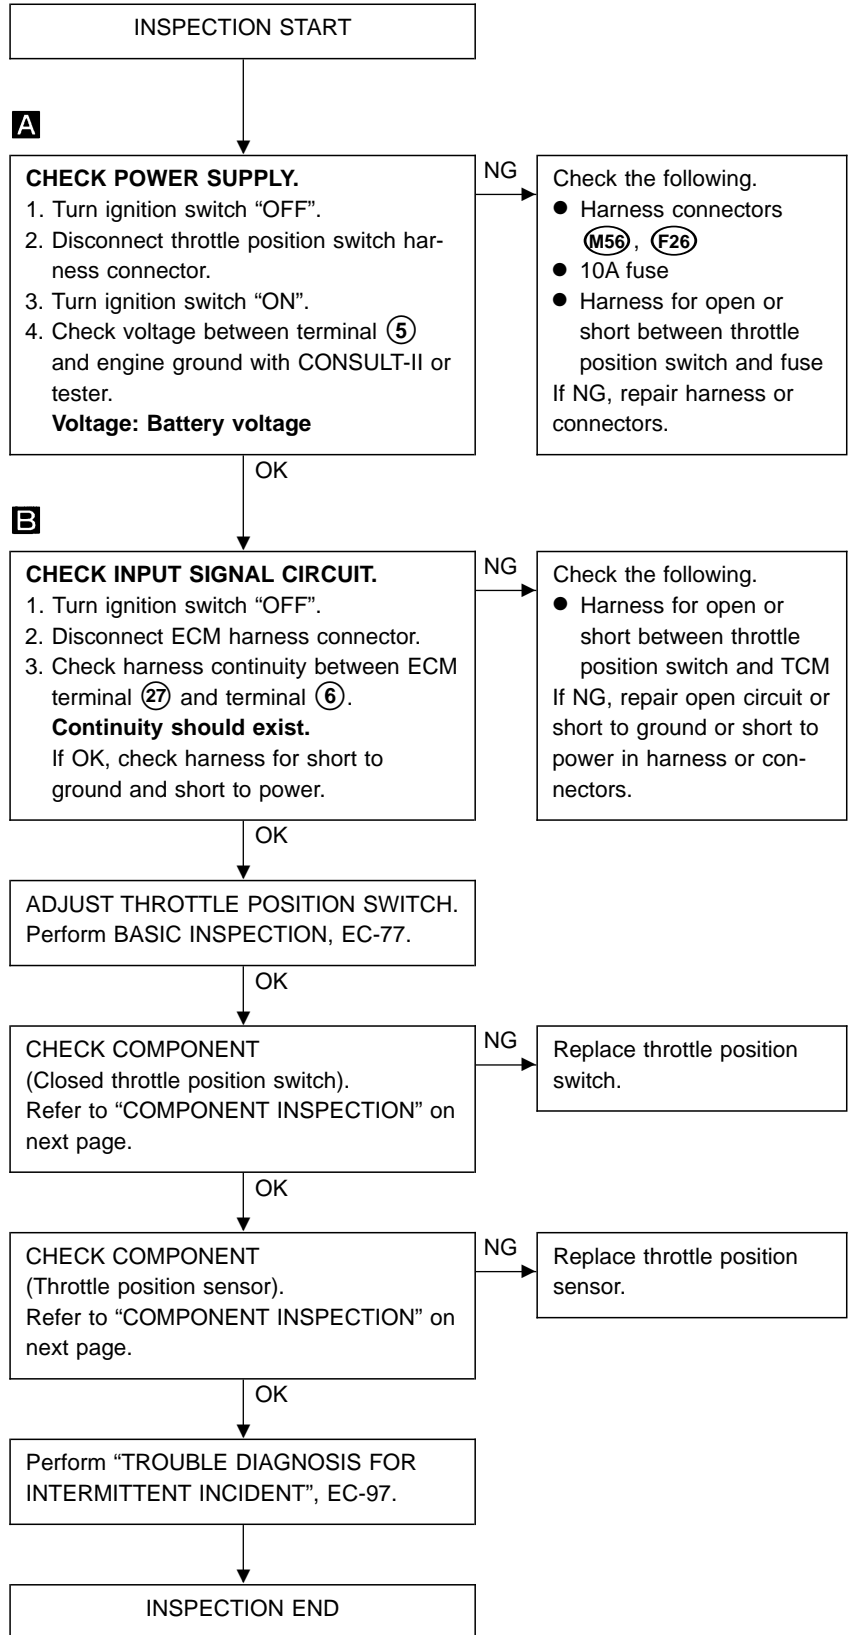 INSPECTION START
A
CHECK POWER SUPPLY.
1. Turn ignition switch “OFF”.
2. Disconnect throttle position switch har-
ness connector.
3. Turn ignition switch “ON”.
4. Check voltage between terminal 5
and engine ground with CONSULT-II or
tester.
Voltage: Battery voltage
NG
Check the following.
● Harness connectors
M56, F26
● 10A fuse
● Harness for open or
short between throttle
position switch and fuse
If NG, repair harness or
connectors.
OK
B
CHECK INPUT SIGNAL CIRCUIT.
1. Turn ignition switch “OFF”.
2. Disconnect ECM harness connector.
3. Check harness continuity between ECM
terminal 27 and terminal 6.
Continuity should exist.
If OK, check harness for short to
ground and short to power.
NG
Check the following.
● Harness for open or
short between throttle
position switch and TCM
If NG, repair open circuit or
short to ground or short to
power in harness or con-
nectors.
OK
ADJUST THROTTLE POSITION SWITCH.
Perform BASIC INSPECTION, EC-77.
OK
CHECK COMPONENT
(Closed throttle position switch).
Refer to “COMPONENT INSPECTION” on
next page.
NG
Replace throttle position
switch.
OK
CHECK COMPONENT
(Throttle position sensor).
Refer to “COMPONENT INSPECTION” on
next page.
NG
Replace throttle position
sensor.
OK
Perform “TROUBLE DIAGNOSIS FOR
INTERMITTENT INCIDENT”, EC-97.
INSPECTION END